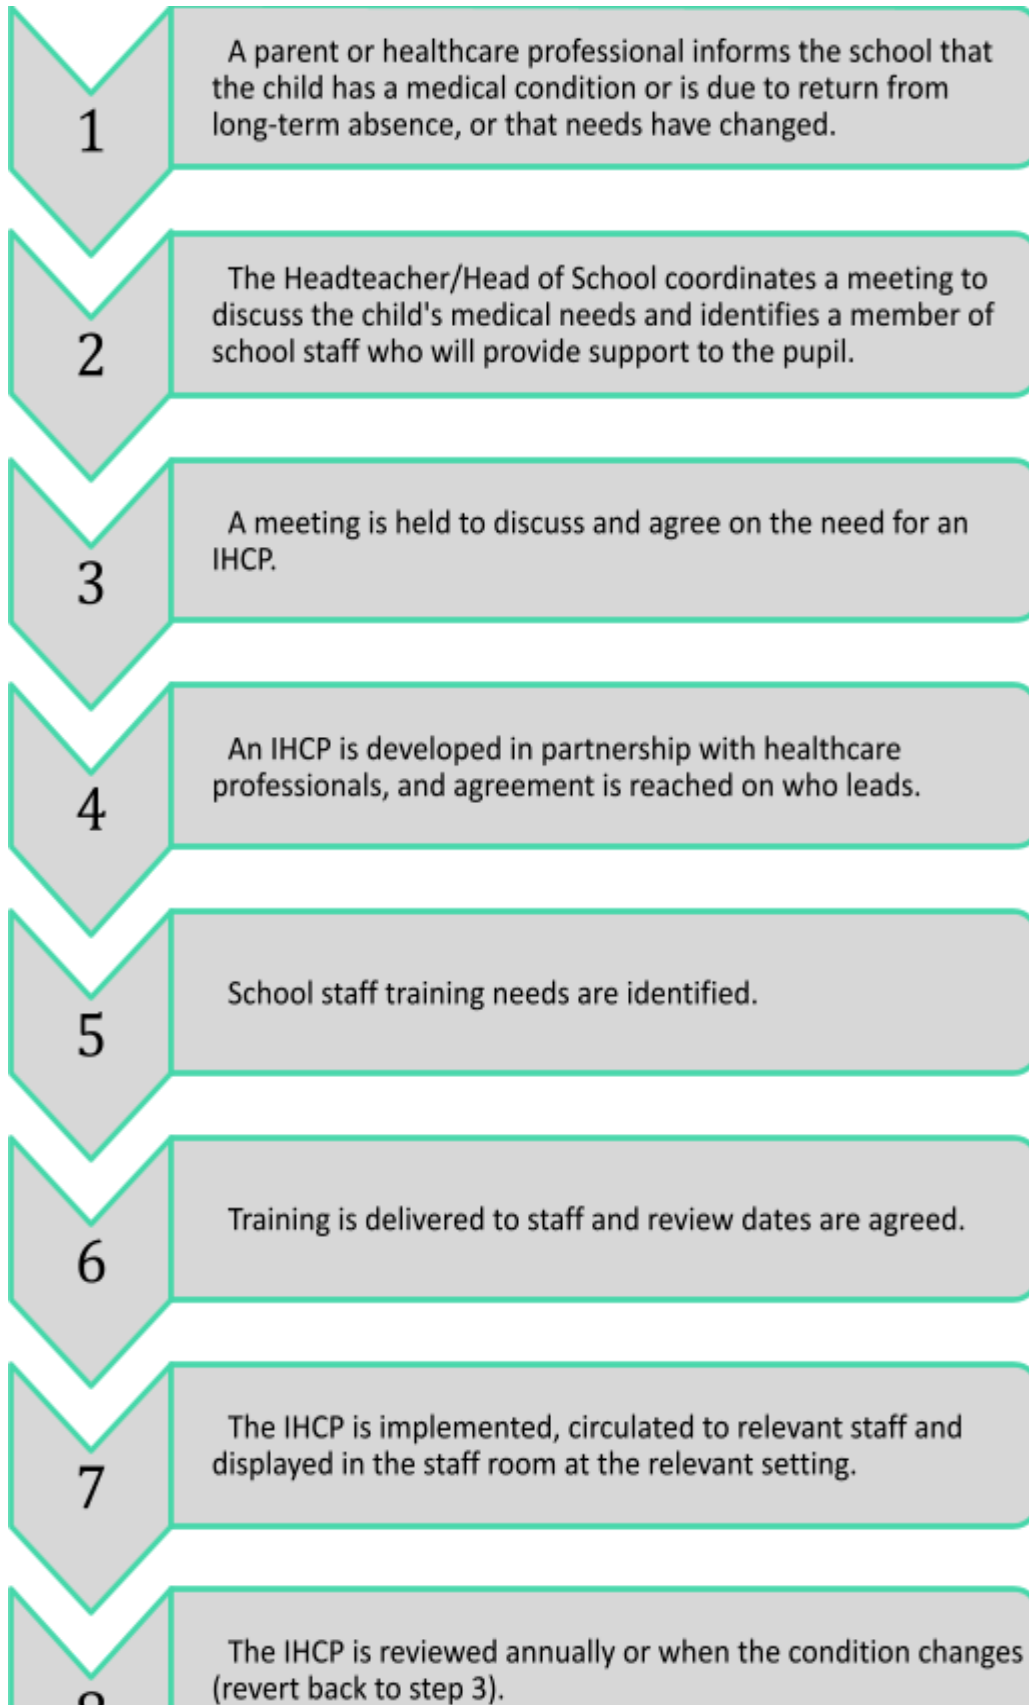 1
A parent or healthcare professional informs the school that
the child has a medical condition or is due to return from
long-term absence, or that needs have changed.
2
The Headteacher/Head of School coordinates a meeting to
discuss the child's medical needs and identifies a member of
school staff who will provide support to the pupil.
3
A meeting is held to discuss and agree on the need for an
IHCP.
4
An IHCP is developed in partnership with healthcare
professionals, and agreement is reached on who leads.
5
School staff training needs are identified.
6
Training is delivered to staff and review dates are agreed.
7
The IHCP is implemented, circulated to relevant staff and
displayed in the staff room at the relevant setting.
The IHCP is reviewed annually or when the condition changes
(revert back to step 3).